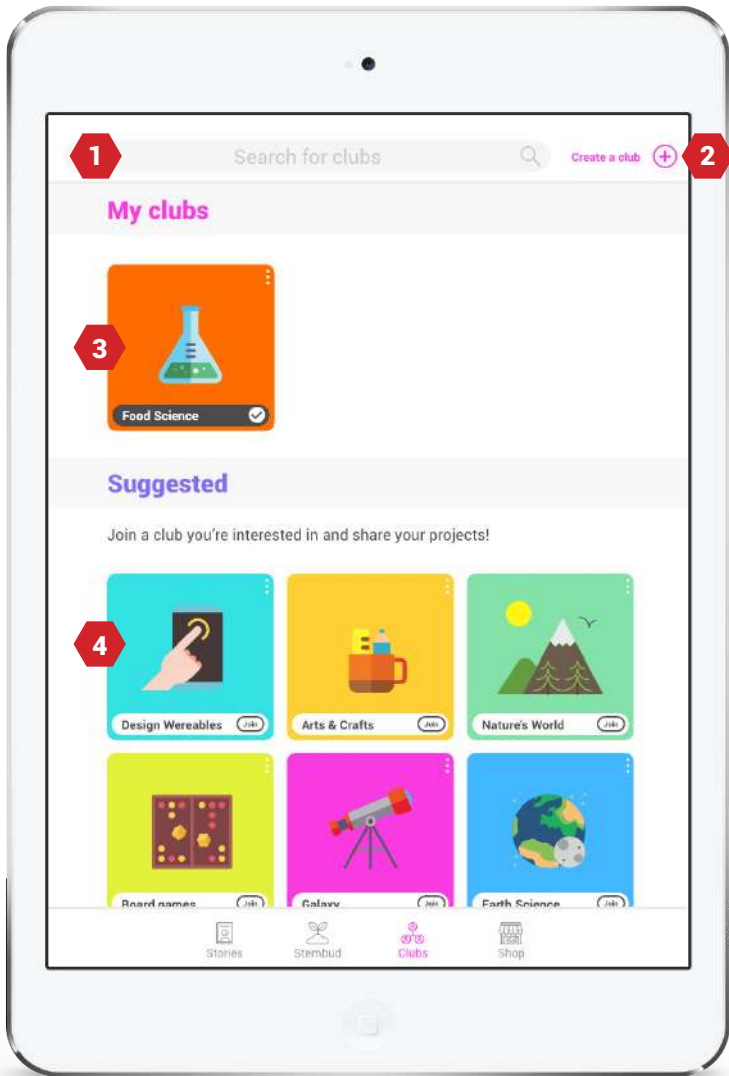 1 Search for clubs Create a club 2
My clubs
3
Food Science
Suggested
Join a club you're interested in and share your projects!
4
Design Wereables Join Arts & Crafts Join Nature's World Join
Board games Join Galaxy Join Earth Science Join
Stories Stembud Clubs Shop